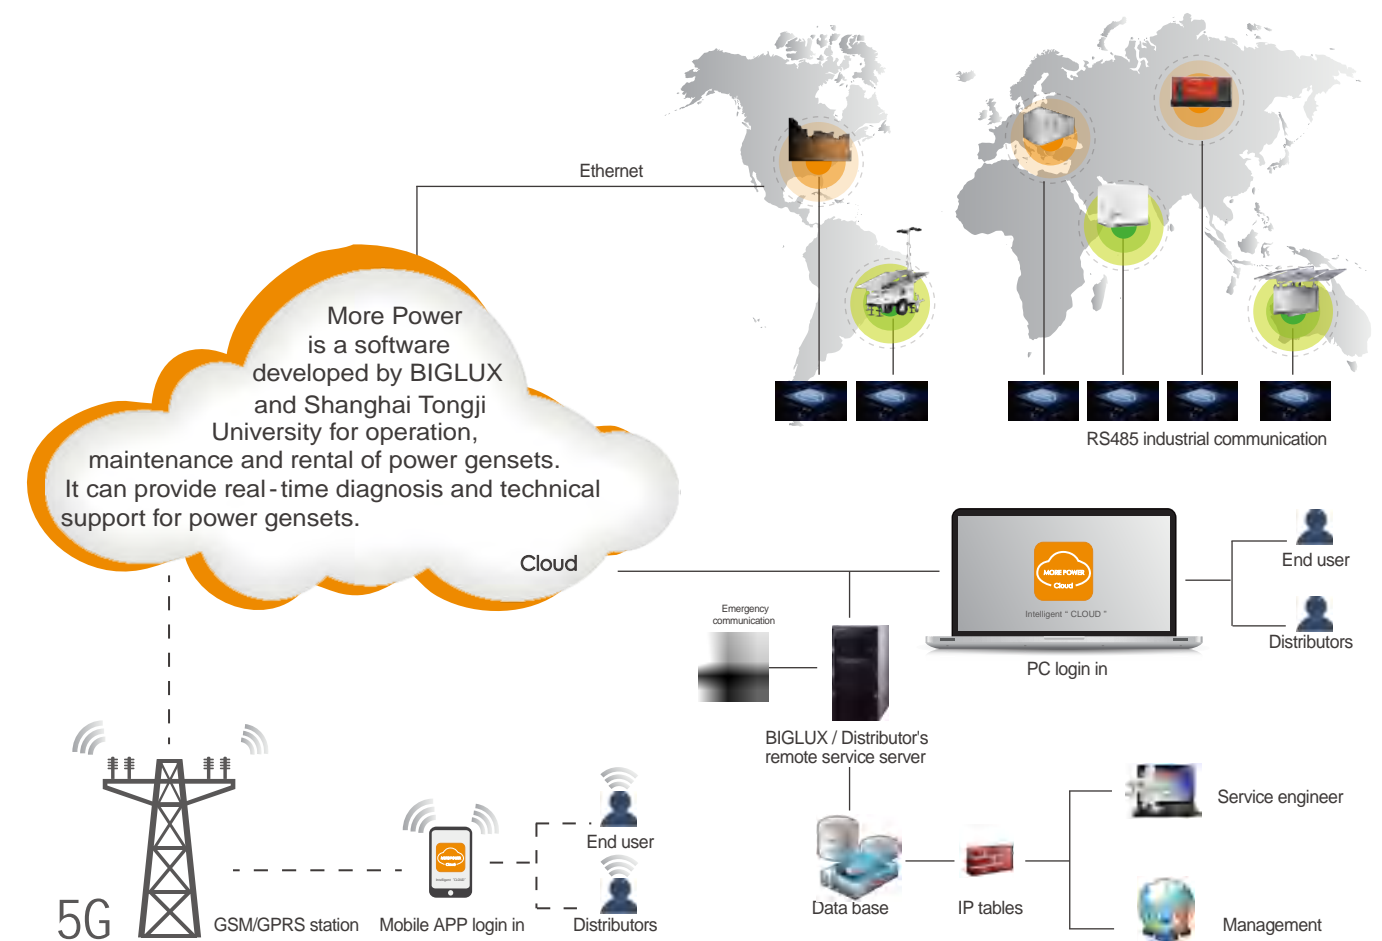 Ethernet
More Power
is a software
developed by BIGLUX
and Shanghai Tongji
University for operation,
maintenance and rental of power gensets.
It can provide real-time diagnosis and technical
support for power gensets.
Cloud
RS485 industrial communication
MORE POWER
Cloud
Intelligent " CLOUD "
PC login in
End user
Distributors
Emergency
communication
BIGLUX / Distributor's
remote service server
Data base
IP tables
Service engineer
Management
5G
GSM/GPRS station
Cloud
Intelligent "CLOUD"
Mobile APP login in
End user
Distributors